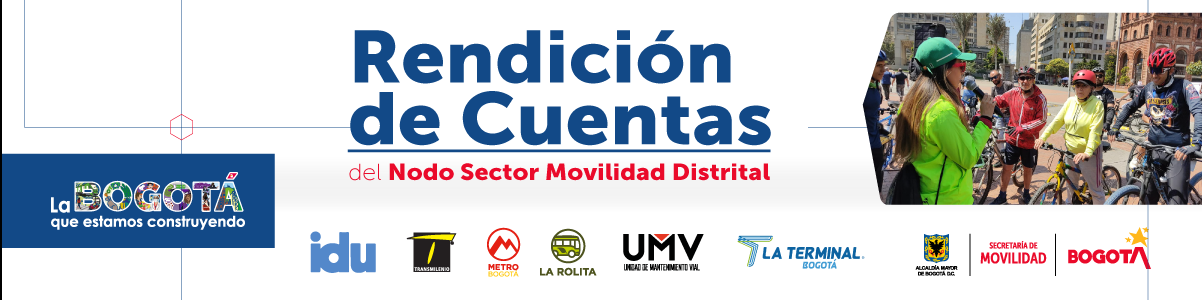 Rendición
de Cuentas
del Nodo Sector Movilidad Distrital
La BOGOTÁ
que estamos construyendo
idu
T
TRANSMILENIO
METRO
BOGOTÁ
LA ROLITA
UMV
UNIDAD DE MANTENIMIENTO VIAL
LA TERMINAL
BOGOTÁ
ALCALDÍA MAYOR
DE BOGOTÁ D.C.
SECRETARÍA DE
MOVILIDAD
BOGOTÁ